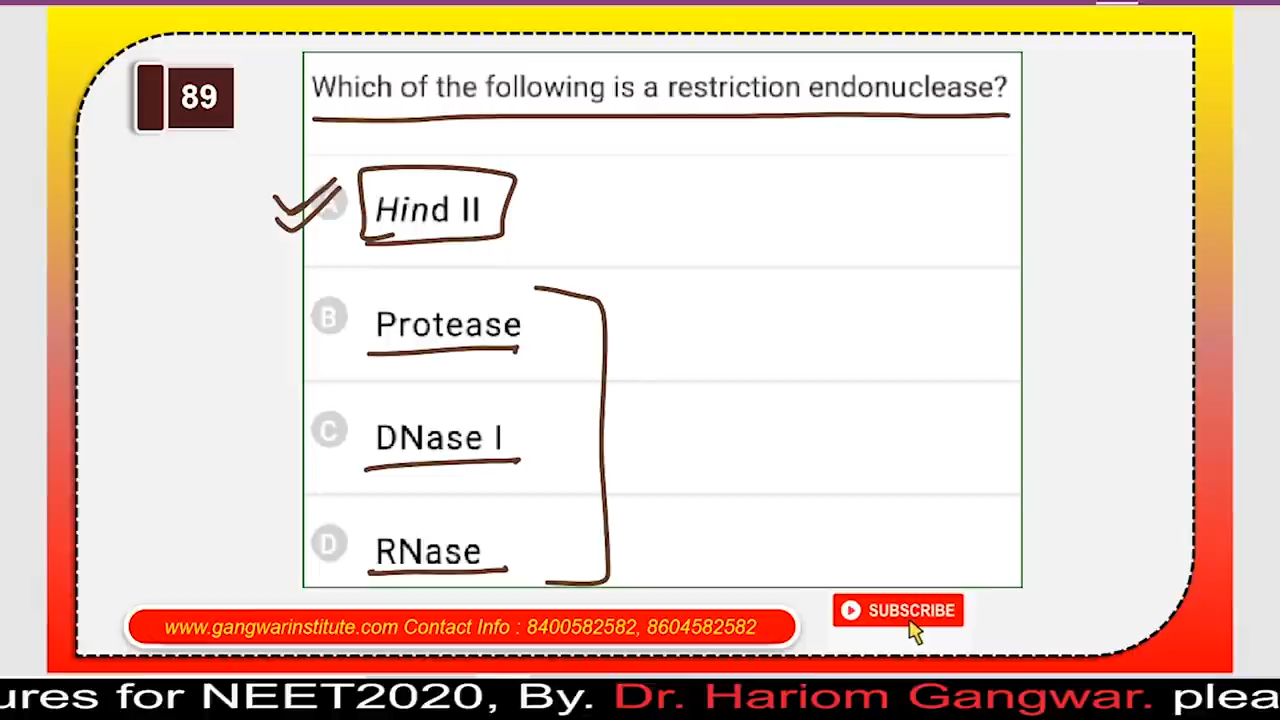 89
Which of the following is a restriction endonuclease?
A Hind II
B Protease
C DNase I
D RNase
SUBSCRIBE
www.gangwarinstitute.com Contact Info : 8400582582, 8604582582
ures for NEET2020, By. Dr. Hariom Gangwar. plea